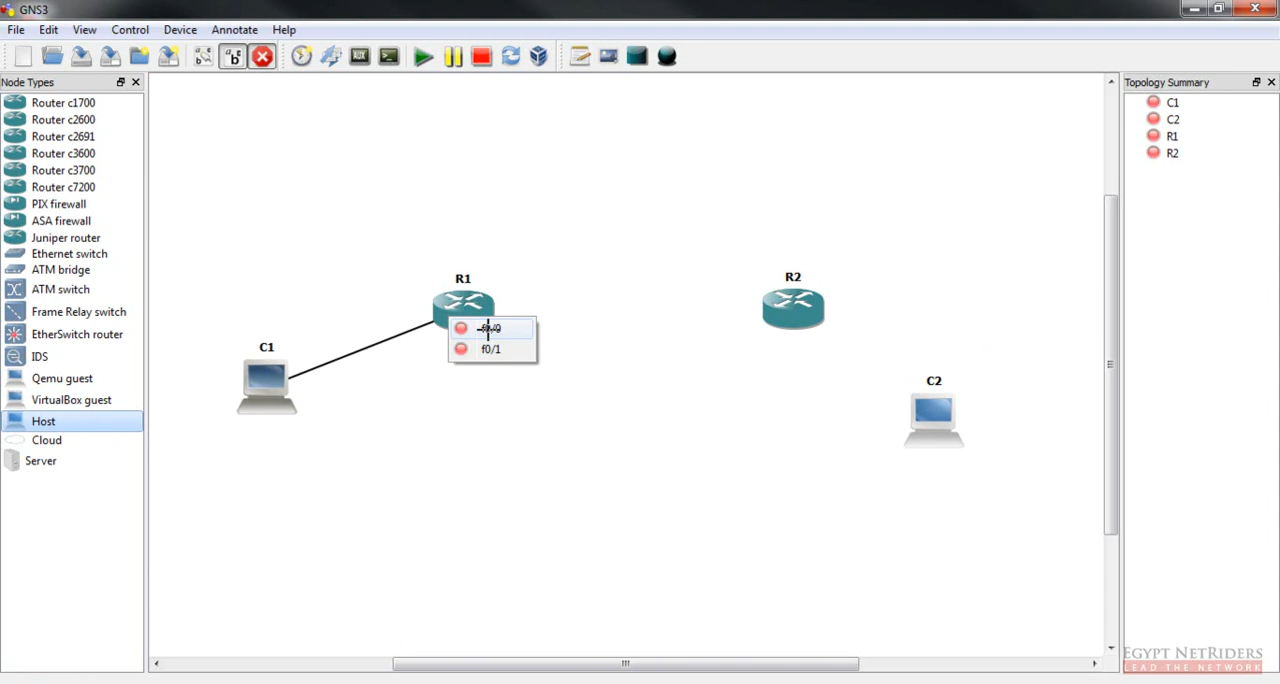 GNS3
File Edit View Control Device Annotate Help
AUX
Node Types
Topology Summary
Router c1700
Router c2600
Router c2691
Router c3600
Router c3700
Router c7200
PIX firewall
ASA firewall
Juniper router
Ethernet switch
ATM bridge
ATM switch
Frame Relay switch
EtherSwitch router
IDS
Qemu guest
VirtualBox guest
Host
Cloud
Server
R1
f0/0
f0/1
C1
R2
C2
C1
C2
R1
R2
EGYPT NETRIDERS
LEAD THE NETWORK